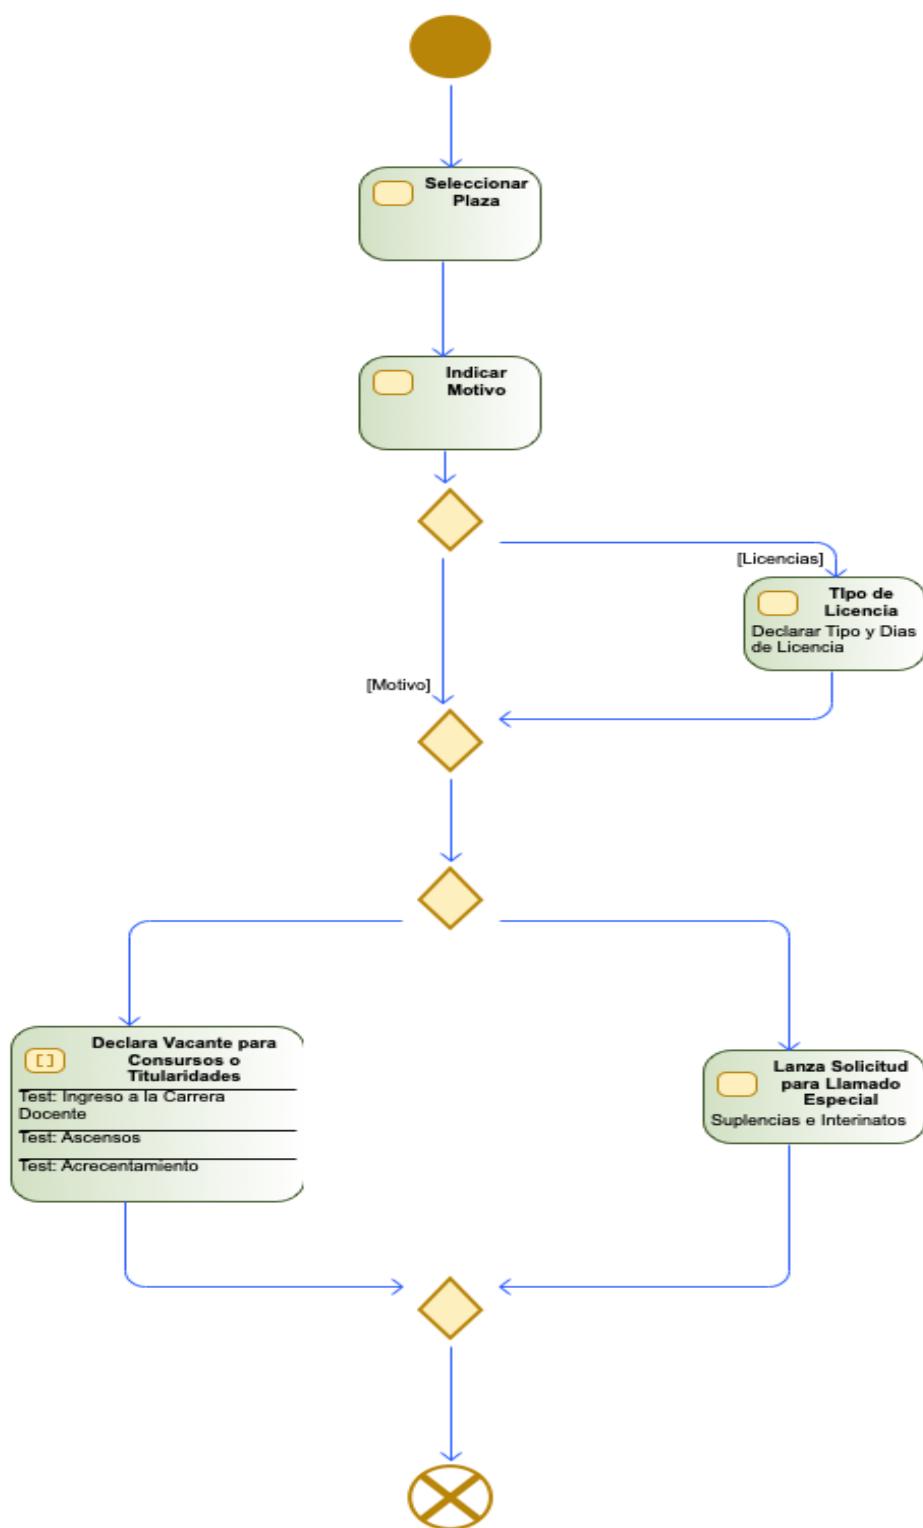 Seleccionar
Plaza
Indicar
Motivo
[Licencias]
TIpo de
Licencia
Declarar Tipo y Dias
de Licencia
[Motivo]
Declara Vacante para
Consursos o
Titularidades
Test: Ingreso a la Carrera
Docente
Test: Ascensos
Test: Acrecentamiento
Lanza Solicitud
para Llamado
Especial
Suplencias e Interinatos